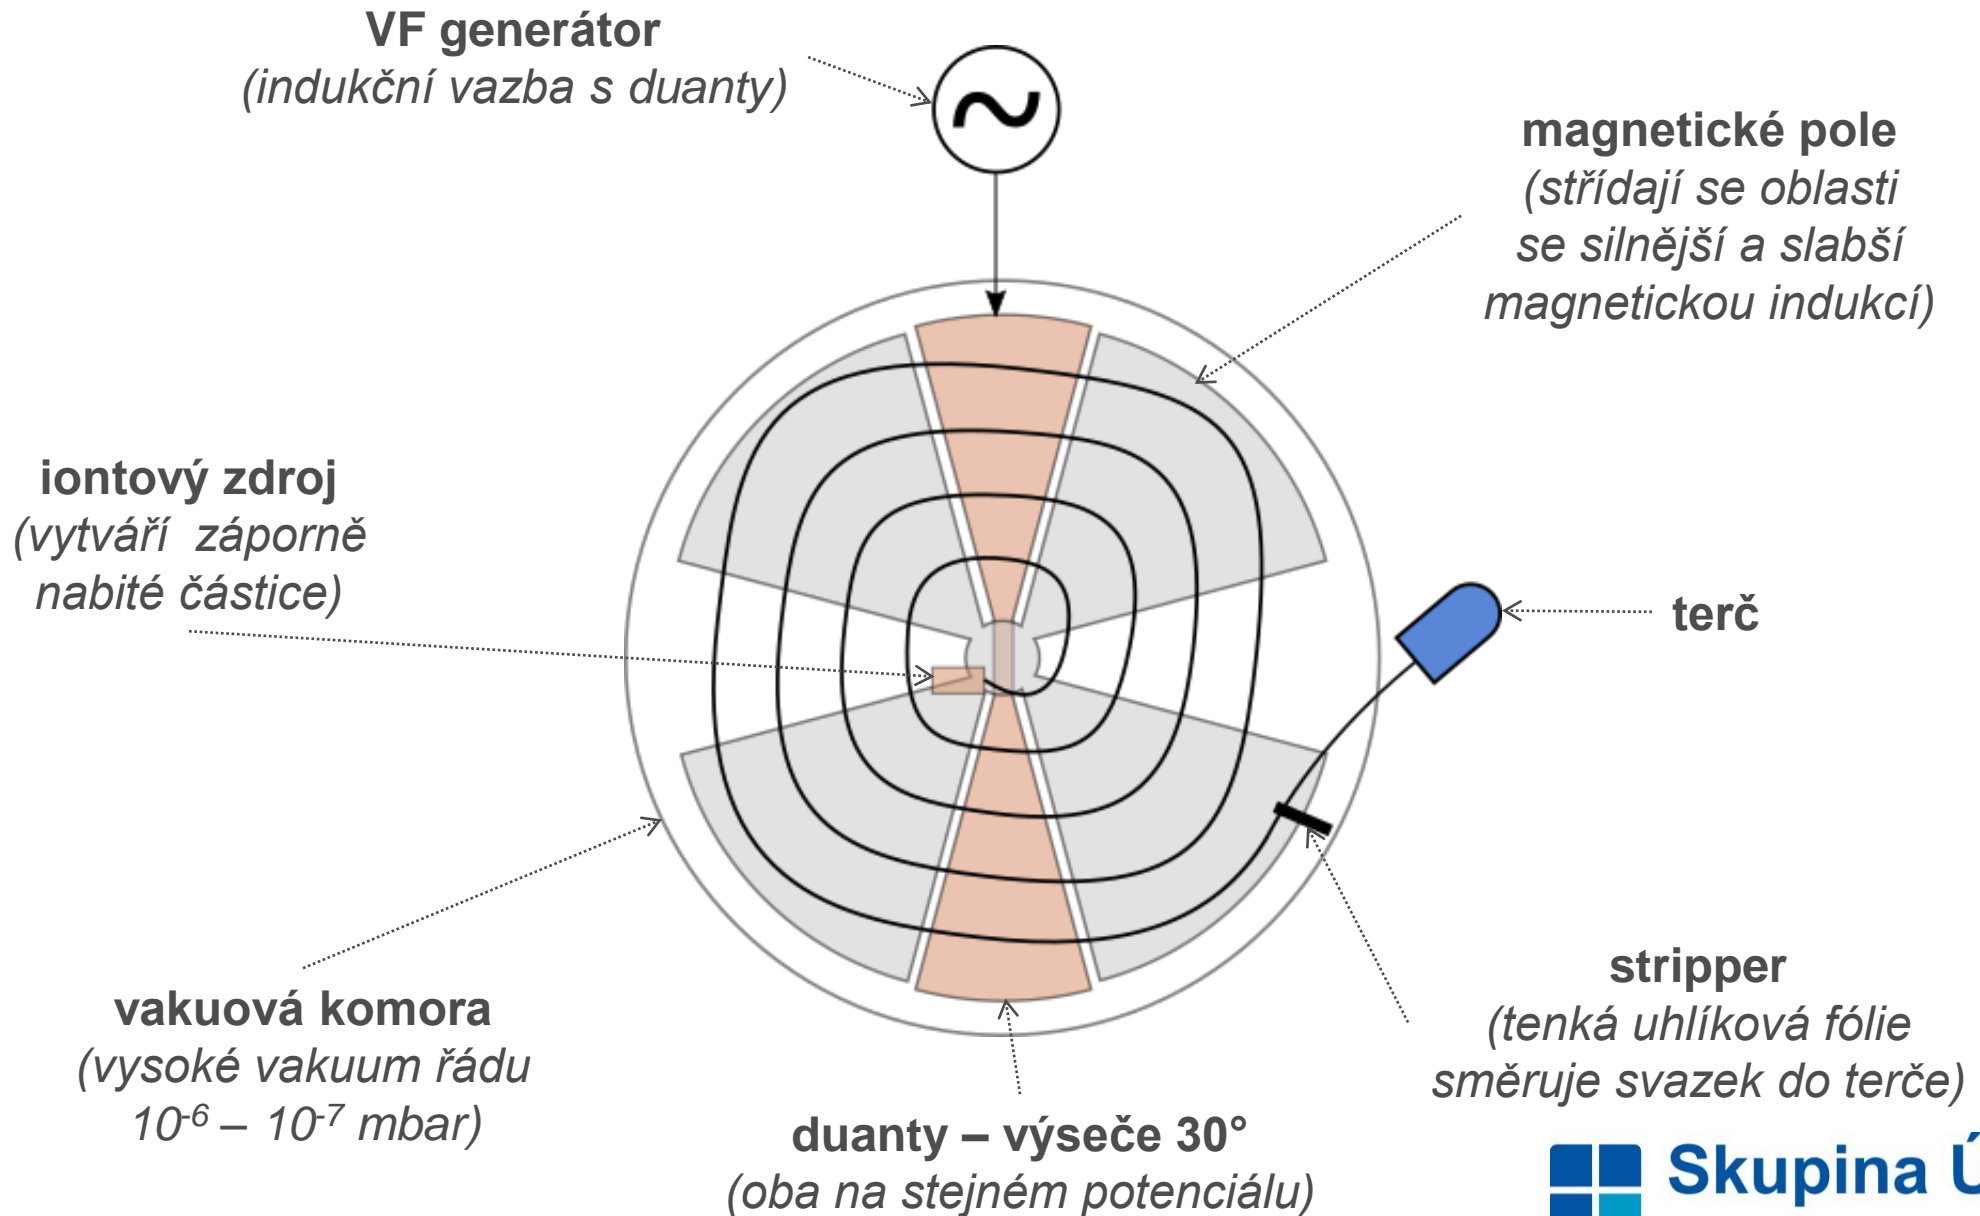 VF generátor
(indukční vazba s duanty)
magnetické pole
(střídají se oblasti
se silnější a slabší
magnetickou indukcí)
iontový zdroj
(vytváří záporně
nabité částice)
terč
vakuová komora
(vysoké vakuum řádu
10⁻⁶ – 10⁻⁷ mbar)
stripper
(tenká uhlíková fólie
směruje svazek do terče)
duanty – výseče 30°
(oba na stejném potenciálu)
Skupina Ú